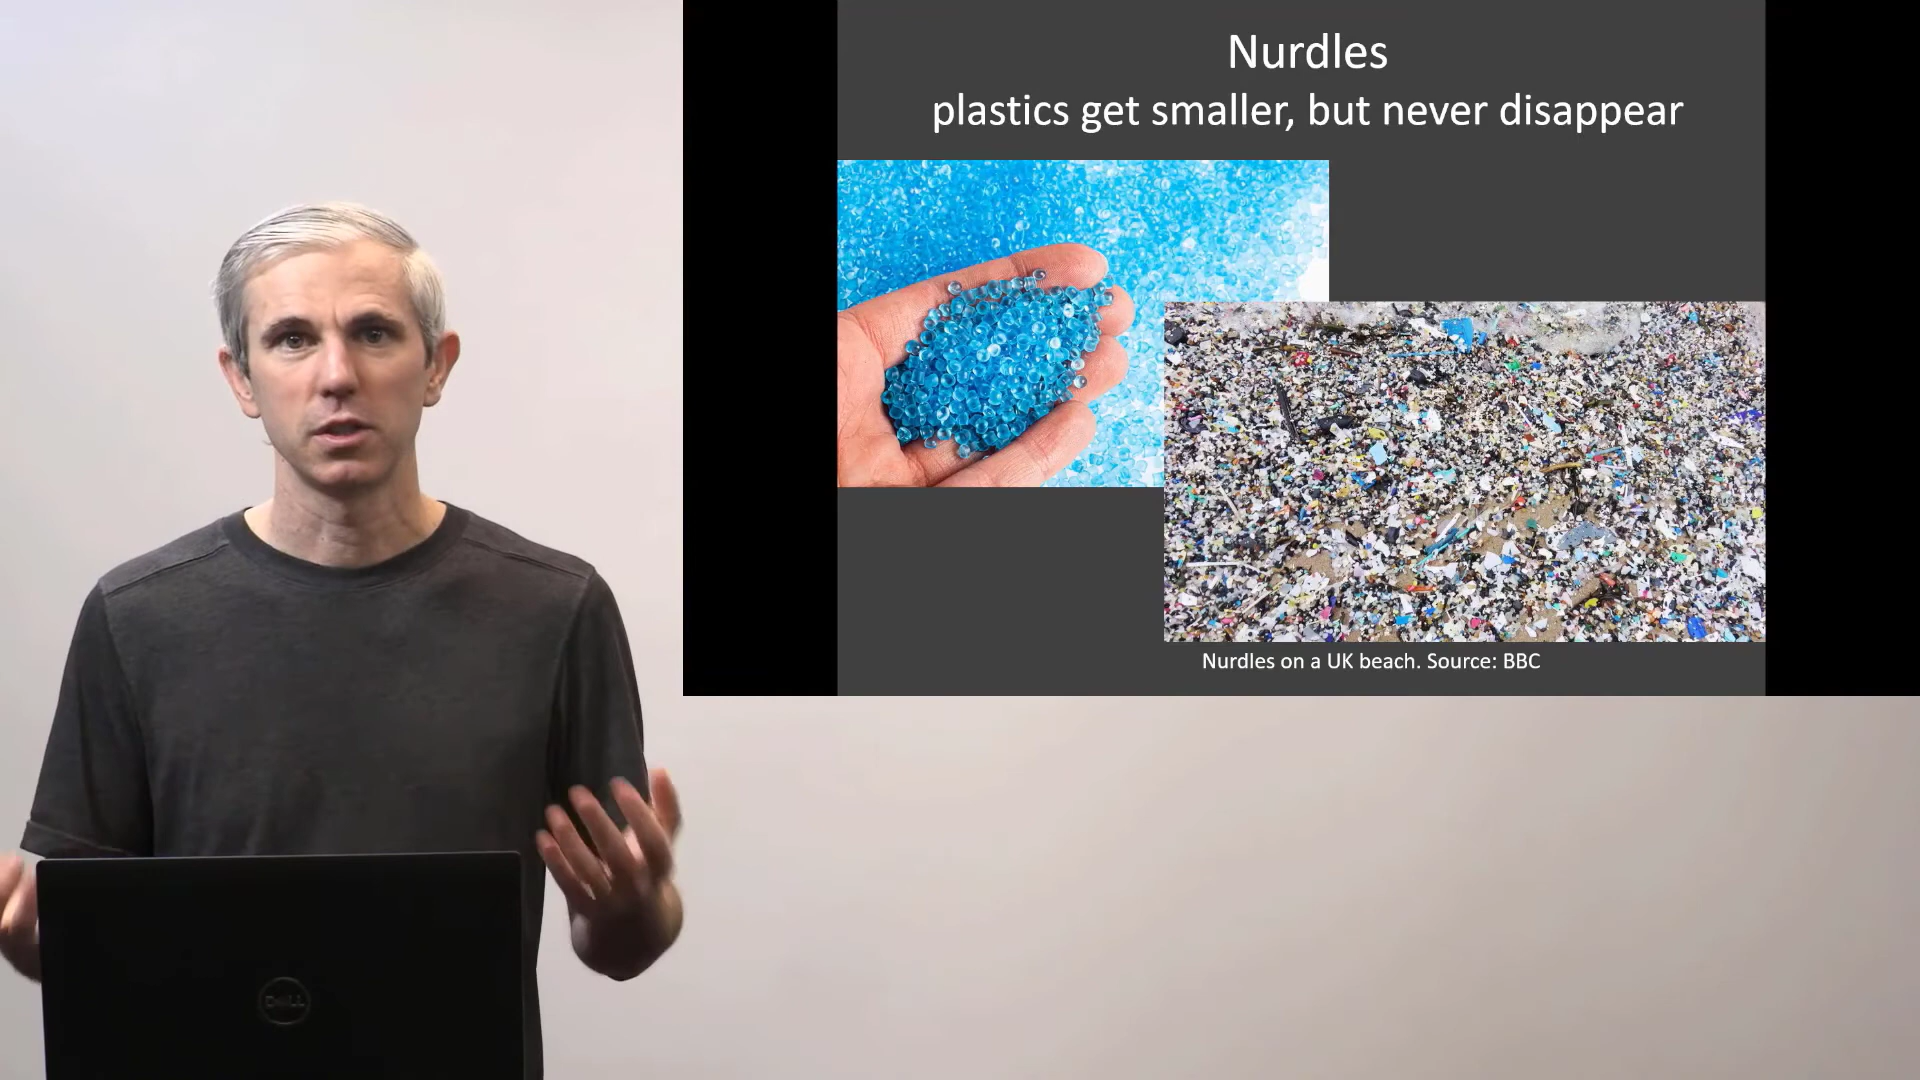 Nurdles
plastics get smaller, but never disappear
Nurdles on a UK beach. Source: BBC
DELL